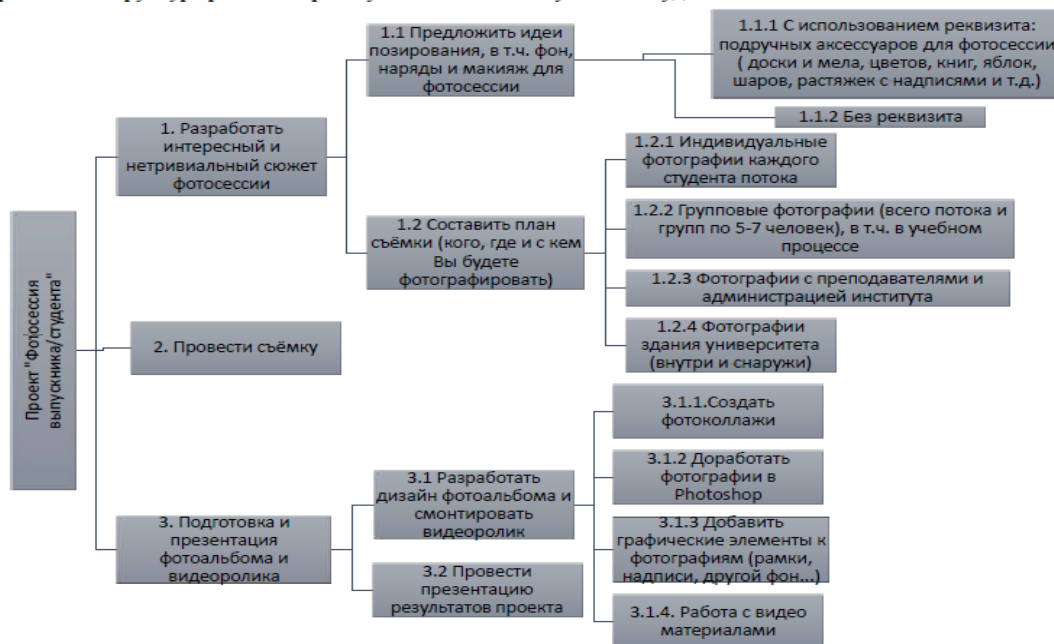 Проект "Фотосессия
выпускника/студента"
1. Разработать
интересный и
нетривиальный сюжет
фотосессии
1.1 Предложить идеи
позирования, в т.ч. фон,
наряды и макияж для
фотосессии
1.1.1 С использованием реквизита:
подручных аксессуаров для фотосессии
( доски и мела, цветов, книг, яблок,
шаров, растяжек с надписями и т.д.)
1.1.2 Без реквизита
1.2 Составить план
съёмки (кого, где и с кем
Вы будете
фотографировать)
1.2.1 Индивидуальные
фотографии каждого
студента потока
1.2.2 Групповые фотографии (всего потока и
групп по 5-7 человек), в т.ч. в учебном
процессе
1.2.3 Фотографии с преподавателями и
администрацией института
1.2.4 Фотографии
здания университета
(внутри и снаружи)
2. Провести съёмку
3. Подготовка и
презентация
фотоальбома и
видеоролика
3.1 Разработать
дизайн фотоальбома и
смонтировать
видеоролик
3.1.1.Создать
фотоколлажи
3.1.2 Доработать
фотографии в
Photoshop
3.1.3 Добавить
графические элементы к
фотографиям (рамки,
надписи, другой фон...)
3.1.4. Работа с видео
материалами
3.2 Провести
презентацию
результатов проекта